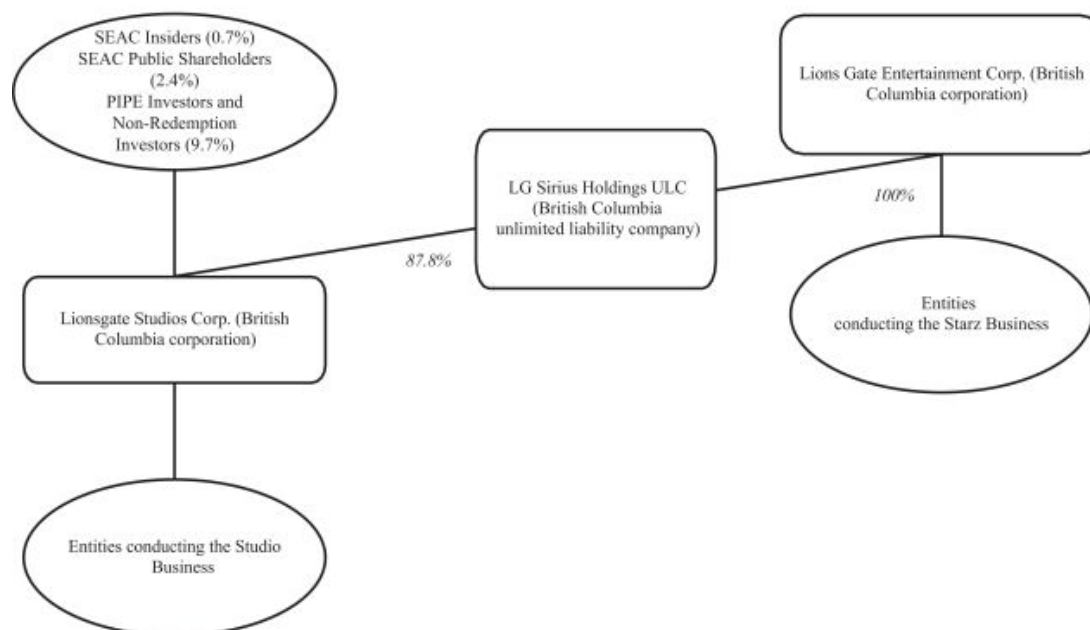 SEAC Insiders (0.7%)
SEAC Public Shareholders
(2.4%)
PIPE Investors and
Non-Redemption
Investors (9.7%)
Lions Gate Entertainment Corp. (British
Columbia corporation)
LG Sirius Holdings ULC
(British Columbia
unlimited liability company)
100%
87.8%
Lionsgate Studios Corp. (British
Columbia corporation)
Entities
conducting the Starz Business
Entities conducting the Studio
Business